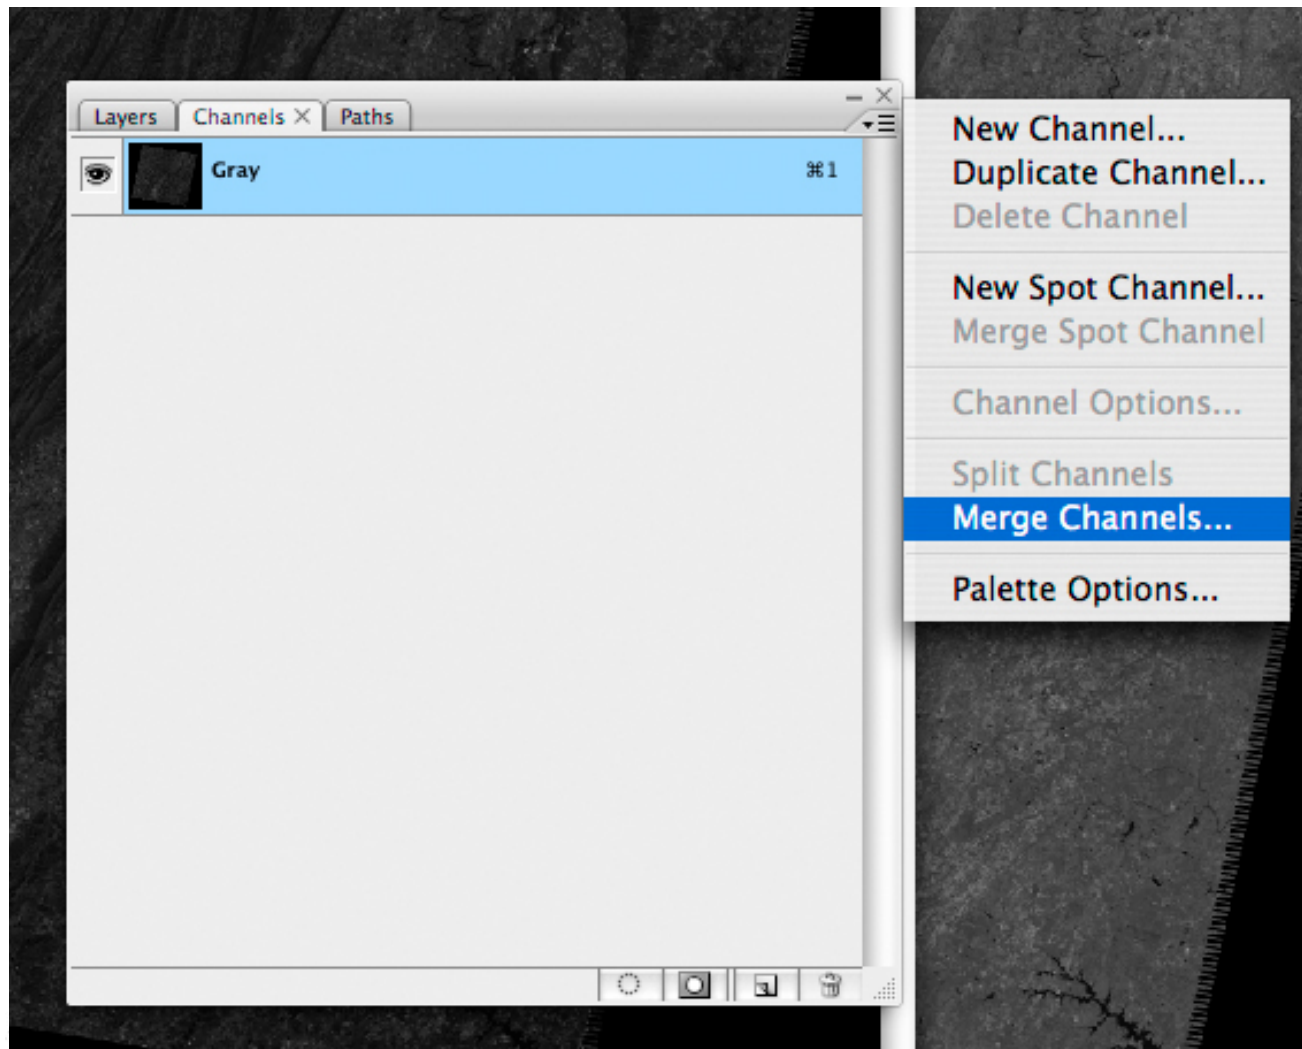 Layers Channels Paths
Gray ⌘1
New Channel...
Duplicate Channel...
Delete Channel
New Spot Channel...
Merge Spot Channel
Channel Options...
Split Channels
Merge Channels...
Palette Options...